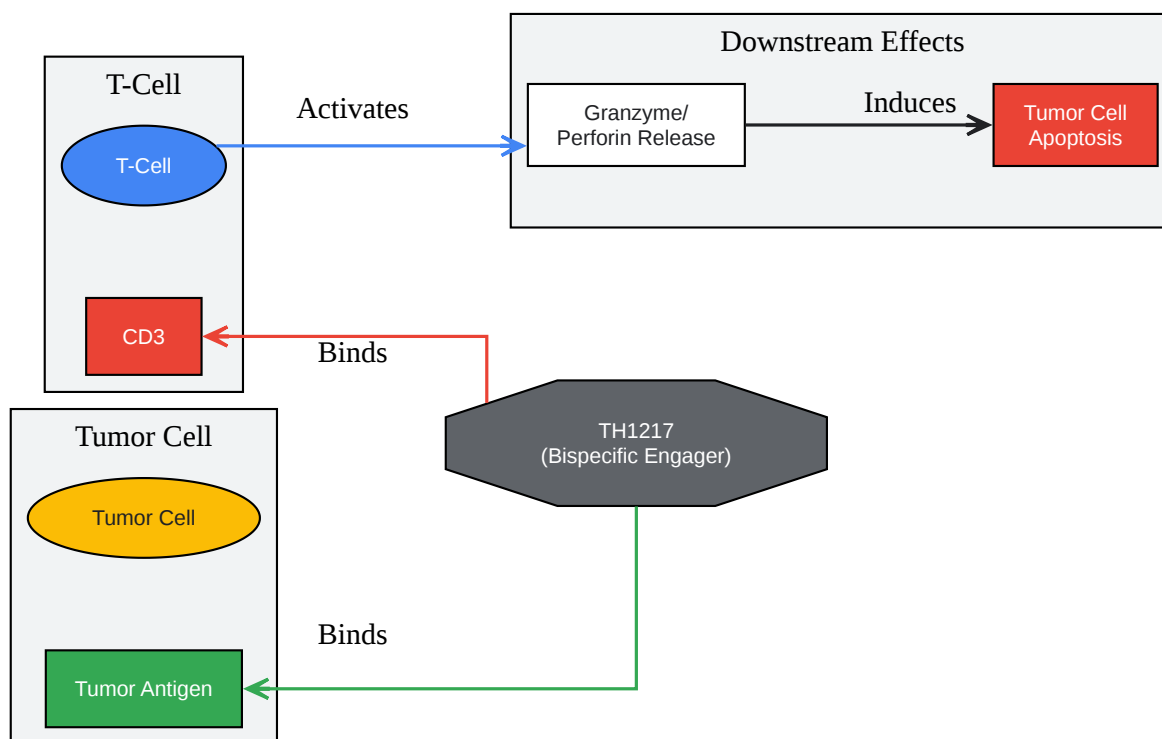 Downstream Effects
T-Cell
Activates
Granzyme/
Perforin Release
Induces
Tumor Cell
Apoptosis
T-Cell
CD3
Binds
TH1217
(Bispecific Engager)
Tumor Cell
Tumor Cell
Binds
Tumor Antigen